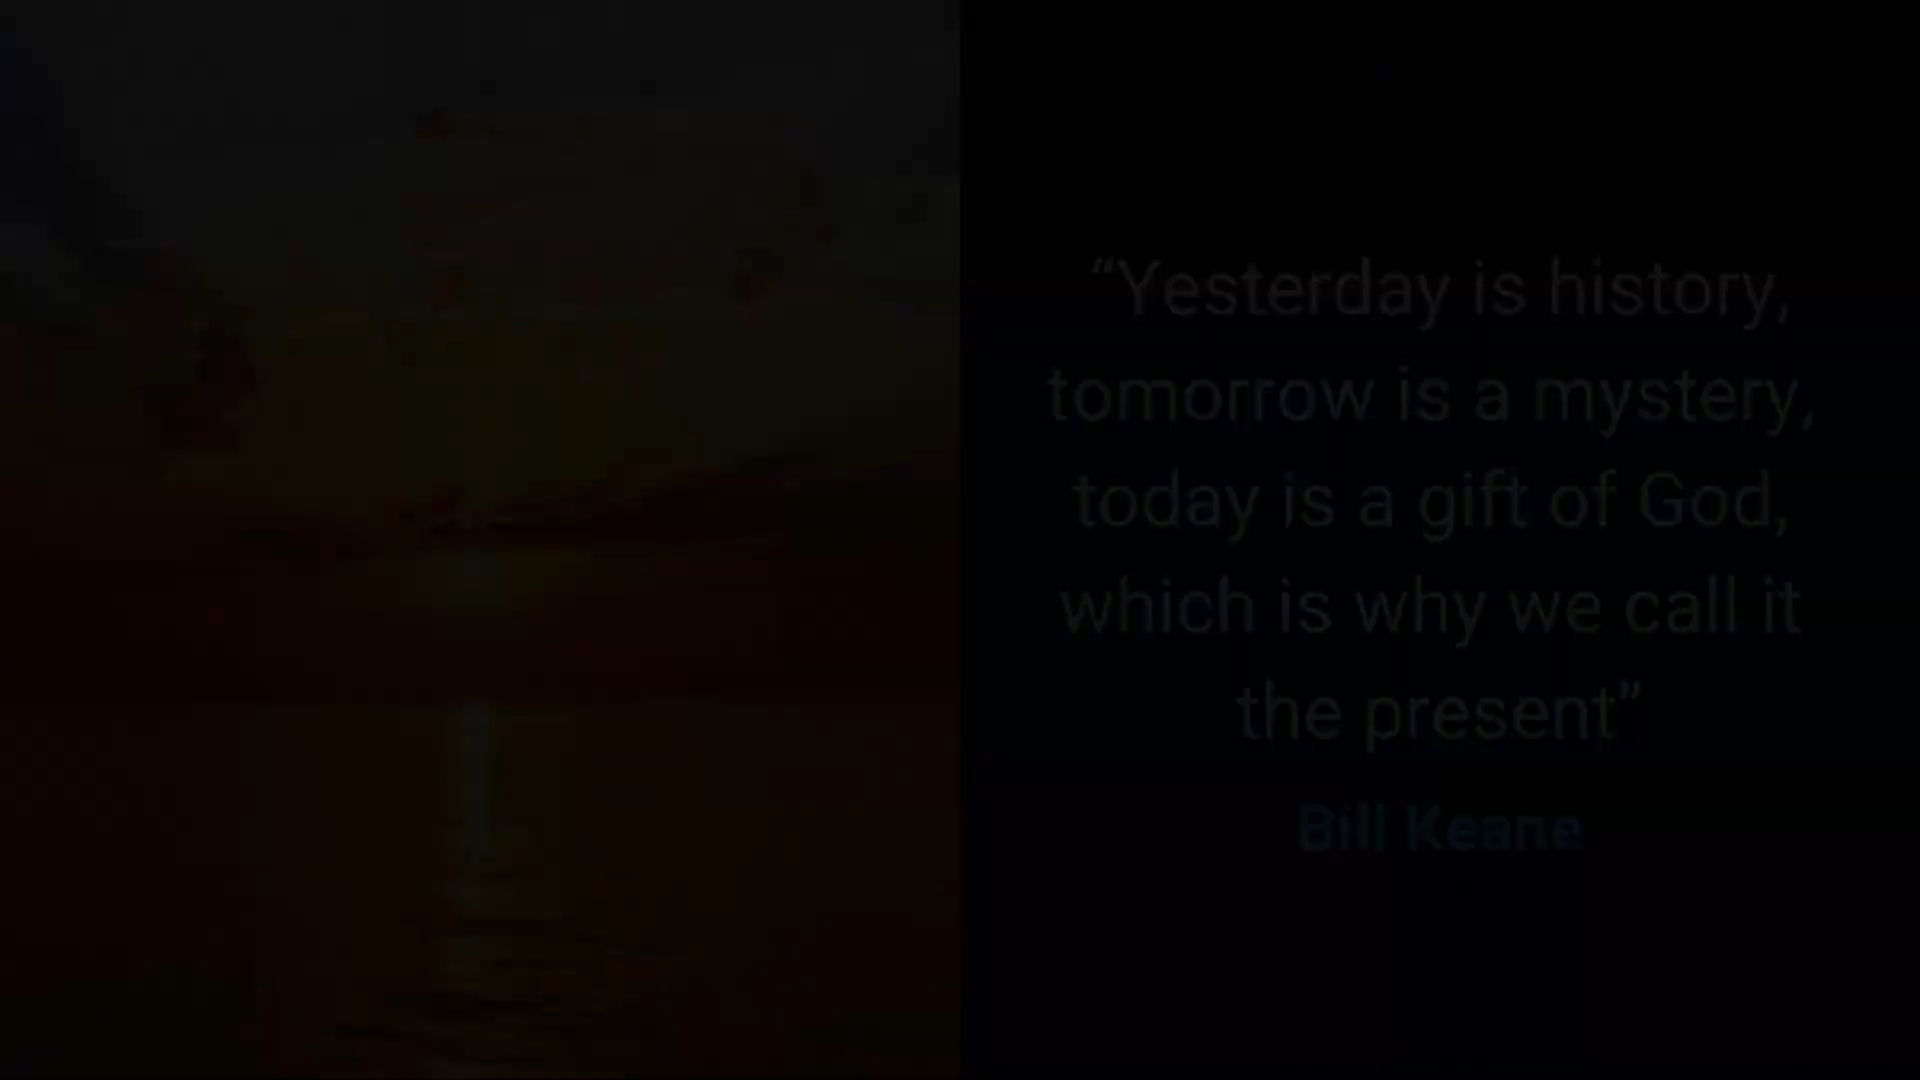 “Yesterday is history,
tomorrow is a mystery,
today is a gift of God,
which is why we call it
the present”
Bill Keane